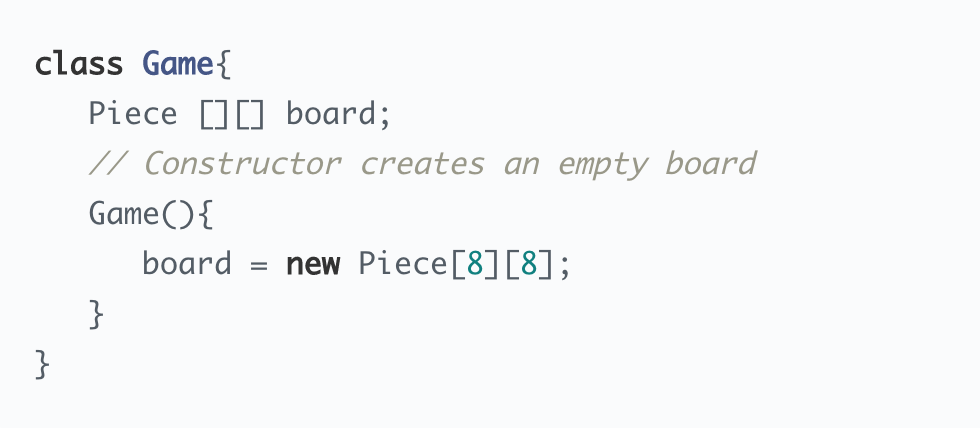 class Game{
   Piece [][] board;
   // Constructor creates an empty board
   Game(){
      board = new Piece[8][8];
   }
}